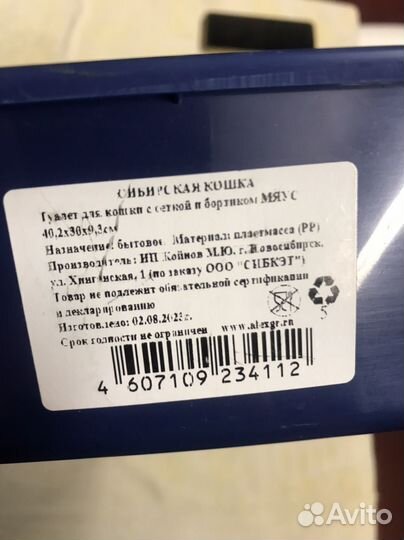 СИБИРСКАЯ КОШКА
Туалет для кошки с сеткой и бортиком МЯУС
40,2х30х9,3см
Назначение: бытовое. Материал: пластмасса (РР)
Производитель: ИП Койнов М.Ю. г. Новосибирск,
ул. Хинганская, 1 (по заказу ООО "СИБКЭТ")
Товар не подлежит обязательной сертификации
и декларированию
Изготовлено: 02.08.2023г.
Срок годности не ограничен www.alexgr.ru
5
4 607109 234112
Avito